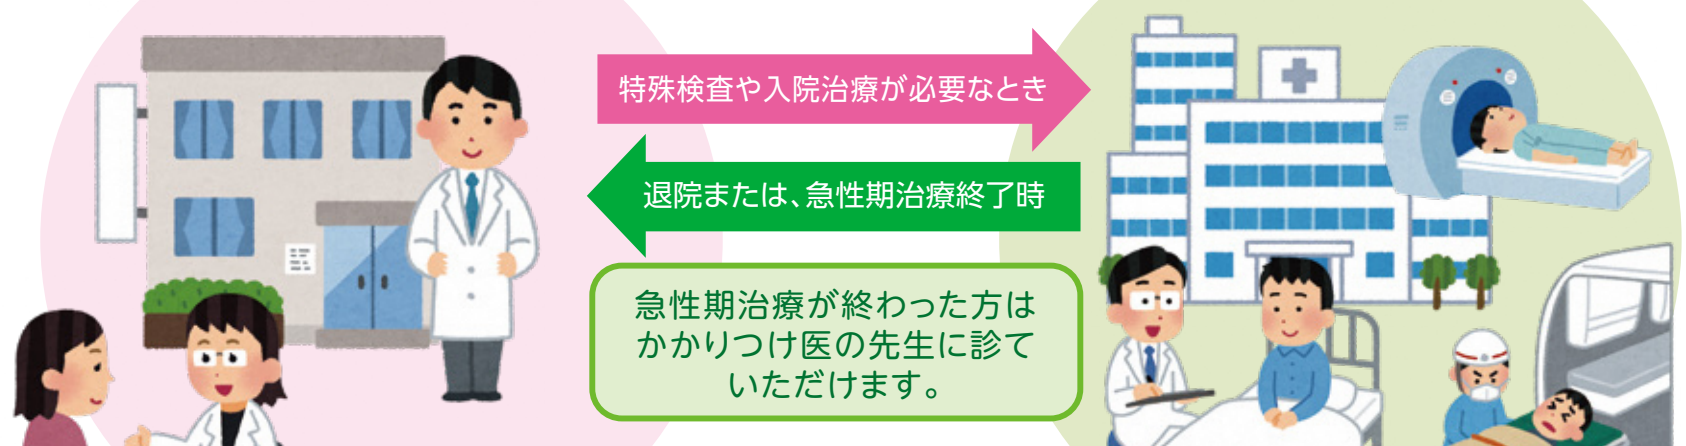 特殊検査や入院治療が必要なとき
退院または、急性期治療終了時
急性期治療が終わった方は
かかりつけ医の先生に診て
いただけます。